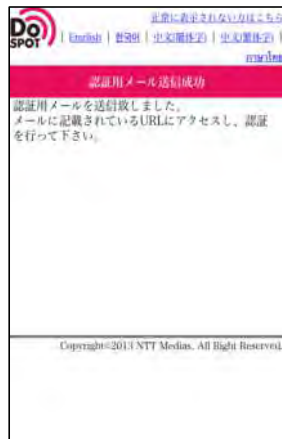 Do
SPOT
正常に表示されない方はこちら
| English | 한국어 | 中文(簡体字) | 中文(繁体字) |
ภาษาไทย
認証用メール送信成功
認証用メールを送信致しました。
メールに記載されているURLにアクセスし、認証
を行って下さい。
Copyright©2013 NTT Medias, All Right Reserved.